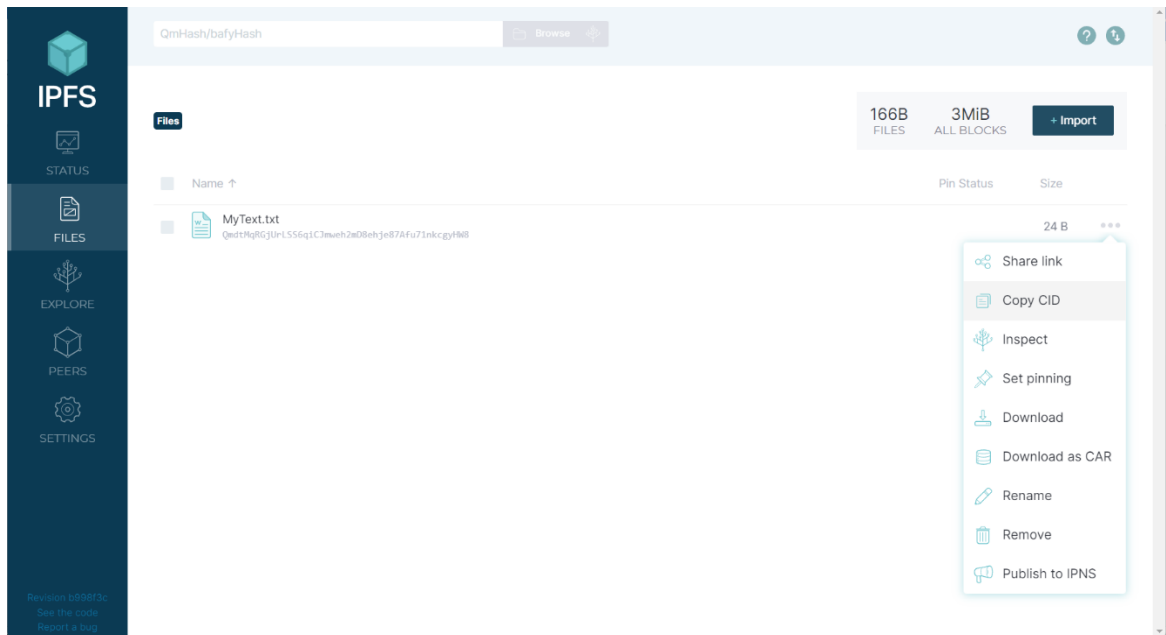 QmHash/bafyHash
Browse
IPFS
Files
166B
FILES
3MiB
ALL BLOCKS
+ Import
STATUS
Name ↑
Pin Status
Size
FILES
MyText.txt
QmdtMqRGjUrLSS6qiCJmweh2mD8ehje87Afu71nkcgyHW8
24 B
Share link
EXPLORE
Copy CID
Inspect
PEERS
Set pinning
Download
SETTINGS
Download as CAR
Rename
Remove
Publish to IPNS
Revision b998f3c
See the code
Report a bug